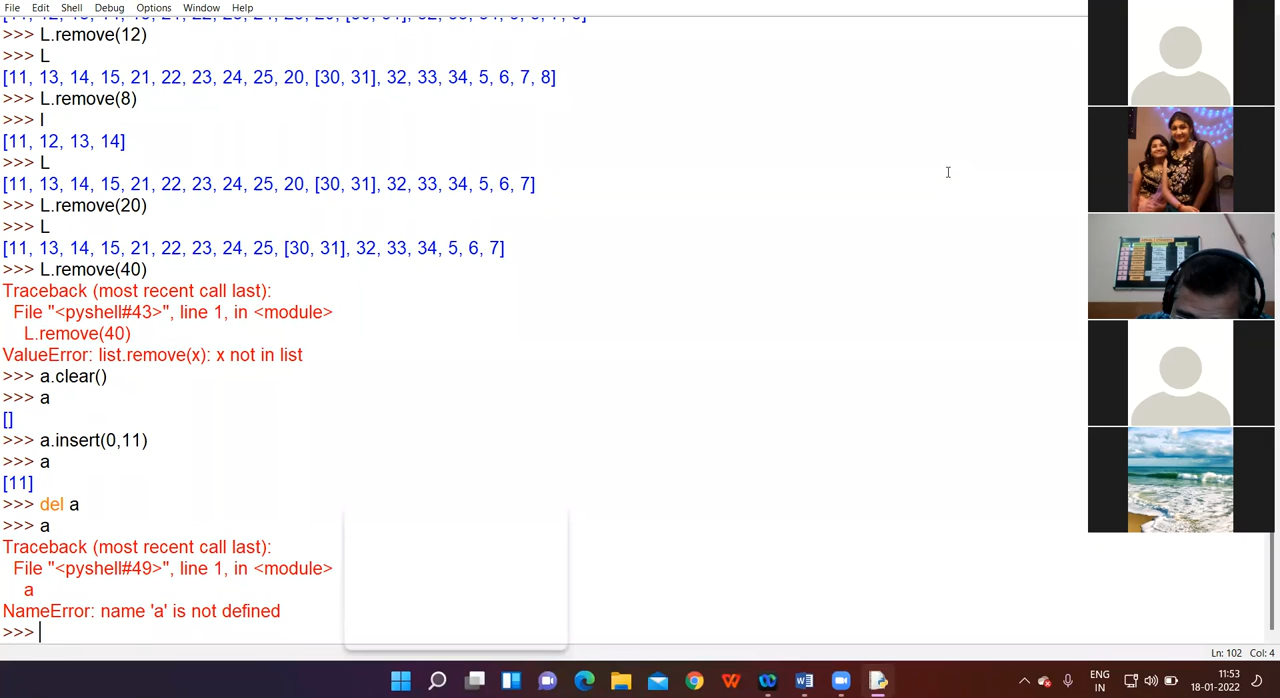 File Edit Shell Debug Options Window Help
>>> L.remove(12)
>>> L
[11, 13, 14, 15, 21, 22, 23, 24, 25, 20, [30, 31], 32, 33, 34, 5, 6, 7, 8]
>>> L.remove(8)
>>> l
[11, 12, 13, 14]
>>> L
[11, 13, 14, 15, 21, 22, 23, 24, 25, 20, [30, 31], 32, 33, 34, 5, 6, 7]
>>> L.remove(20)
>>> L
[11, 13, 14, 15, 21, 22, 23, 24, 25, [30, 31], 32, 33, 34, 5, 6, 7]
>>> L.remove(40)
Traceback (most recent call last):
  File "<pyshell#43>", line 1, in <module>
    L.remove(40)
ValueError: list.remove(x): x not in list
>>> a.clear()
>>> a
[]
>>> a.insert(0,11)
>>> a
[11]
>>> del a
>>> a
Traceback (most recent call last):
  File "<pyshell#49>", line 1, in <module>
    a
NameError: name 'a' is not defined
>>>
Ln: 102 Col: 4
ENG
IN
11:53
18-01-2022